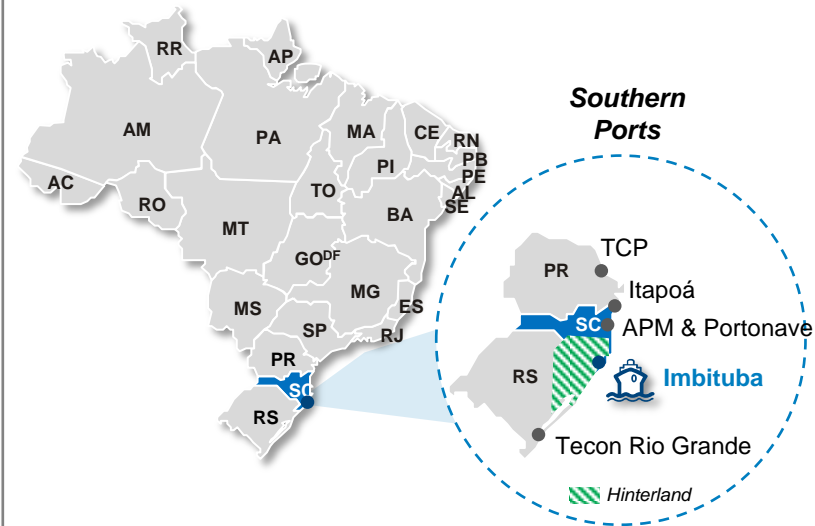 RR
AP
AM
PA
MA
CE
RN
PB
PE
AL
SE
PI
AC
RO
TO
BA
MT
GO DF
MG
ES
MS
SP
RJ
PR
SC
RS
Southern
Ports
TCP
PR
Itapoá
SC
APM & Portonave
RS
Imbituba
Tecon Rio Grande
Hinterland